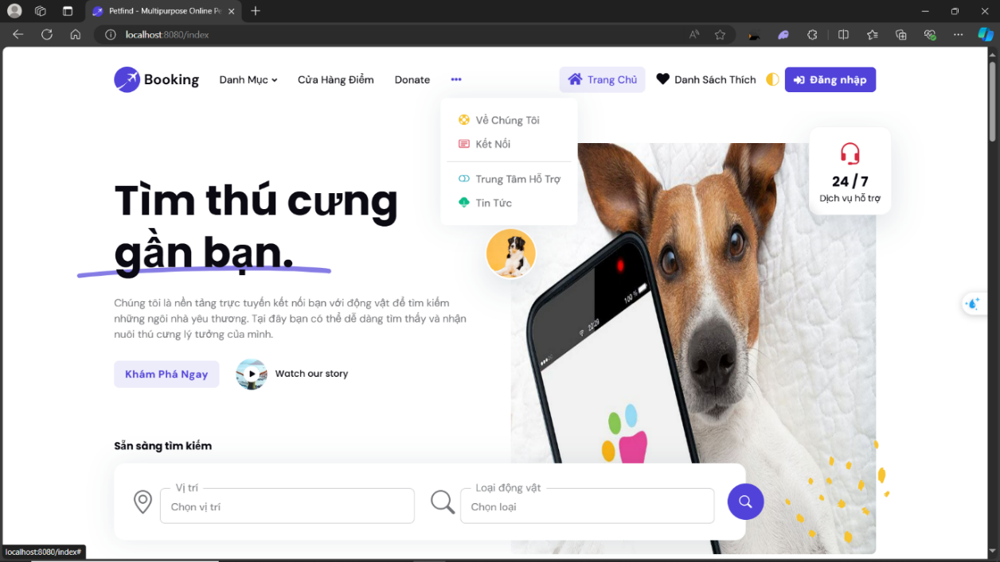 Petfind - Multipurpose Online Pe
localhost:8080/index
Booking
Danh Mục
Cửa Hàng Điểm
Donate
Trang Chủ
Danh Sách Thích
Đăng nhập
Về Chúng Tôi
Kết Nối
Trung Tâm Hỗ Trợ
Tin Tức
24 / 7
Dịch vụ hỗ trợ
Tìm thú cưng
gần bạn.
22:29
100 %
Chúng tôi là nền tảng trực tuyến kết nối bạn với động vật để tìm kiếm
những ngôi nhà yêu thương. Tại đây bạn có thể dễ dàng tìm thấy và nhận
nuôi thú cưng lý tưởng của mình.
Khám Phá Ngay
Watch our story
Sẵn sàng tìm kiếm
Vị trí
Chọn vị trí
Loại động vật
Chọn loại
localhost:8080/index#